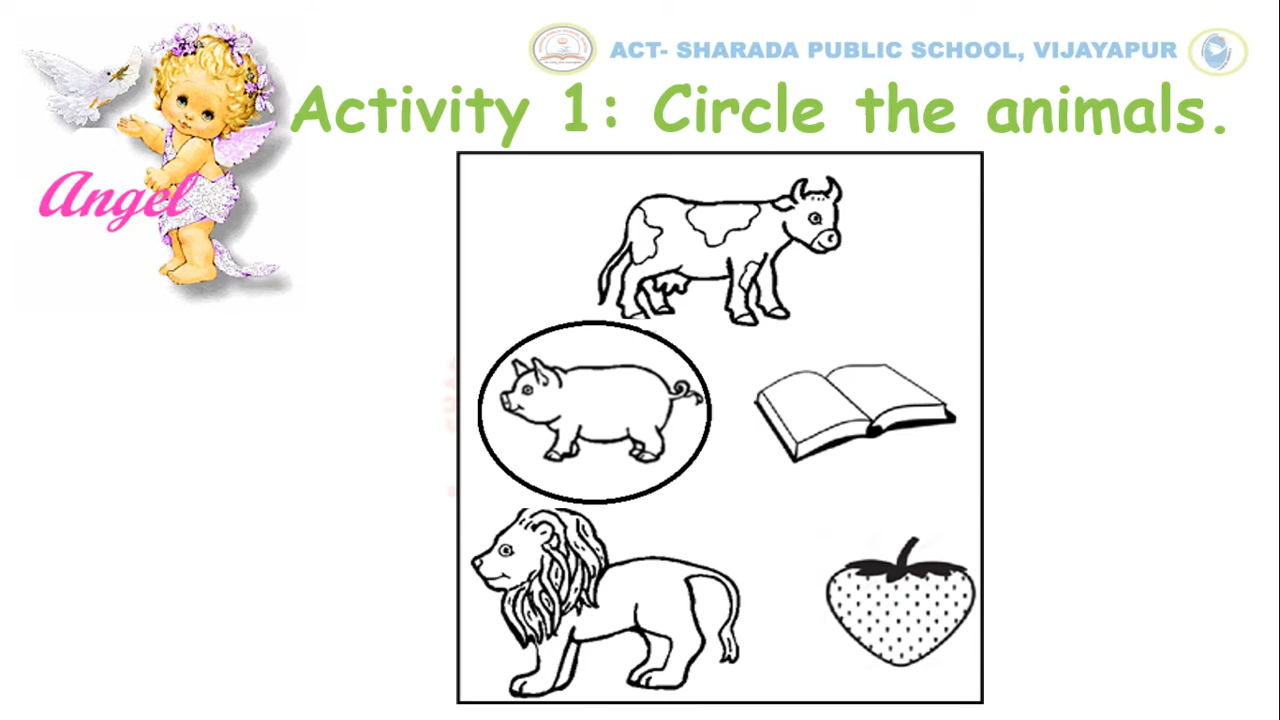 ACT- SHARADA PUBLIC SCHOOL, VIJAYAPUR
Activity 1: Circle the animals.
Angel